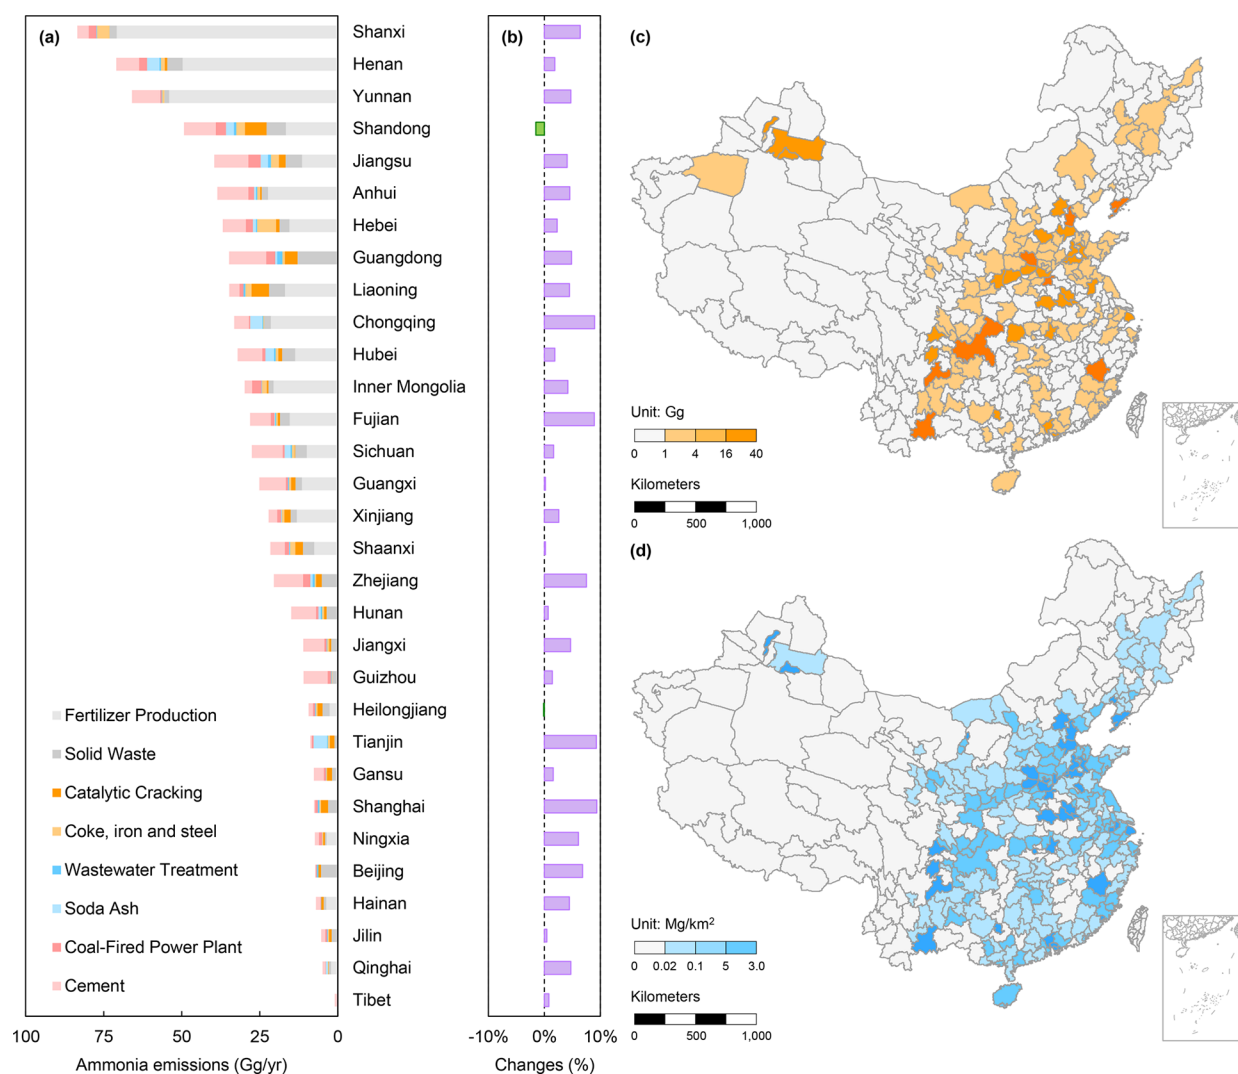 (a)
Shanxi
Henan
Yunnan
Shandong
Jiangsu
Anhui
Hebei
Guangdong
Liaoning
Chongqing
Hubei
Inner Mongolia
Fujian
Sichuan
Guangxi
Xinjiang
Shaanxi
Zhejiang
Hunan
Jiangxi
Guizhou
Heilongjiang
Tianjin
Gansu
Shanghai
Ningxia
Beijing
Hainan
Jilin
Qinghai
Tibet
Fertilizer Production
Solid Waste
Catalytic Cracking
Coke, iron and steel
Wastewater Treatment
Soda Ash
Coal-Fired Power Plant
Cement
100 75 50 25 0
Ammonia emissions (Gg/yr)
(b)
-10% 0% 10%
Changes (%)
(c)
Unit: Gg
0 1 4 16 40
Kilometers
0 500 1,000
(d)
Unit: Mg/km²
0 0.02 0.1 5 3.0
Kilometers
0 500 1,000